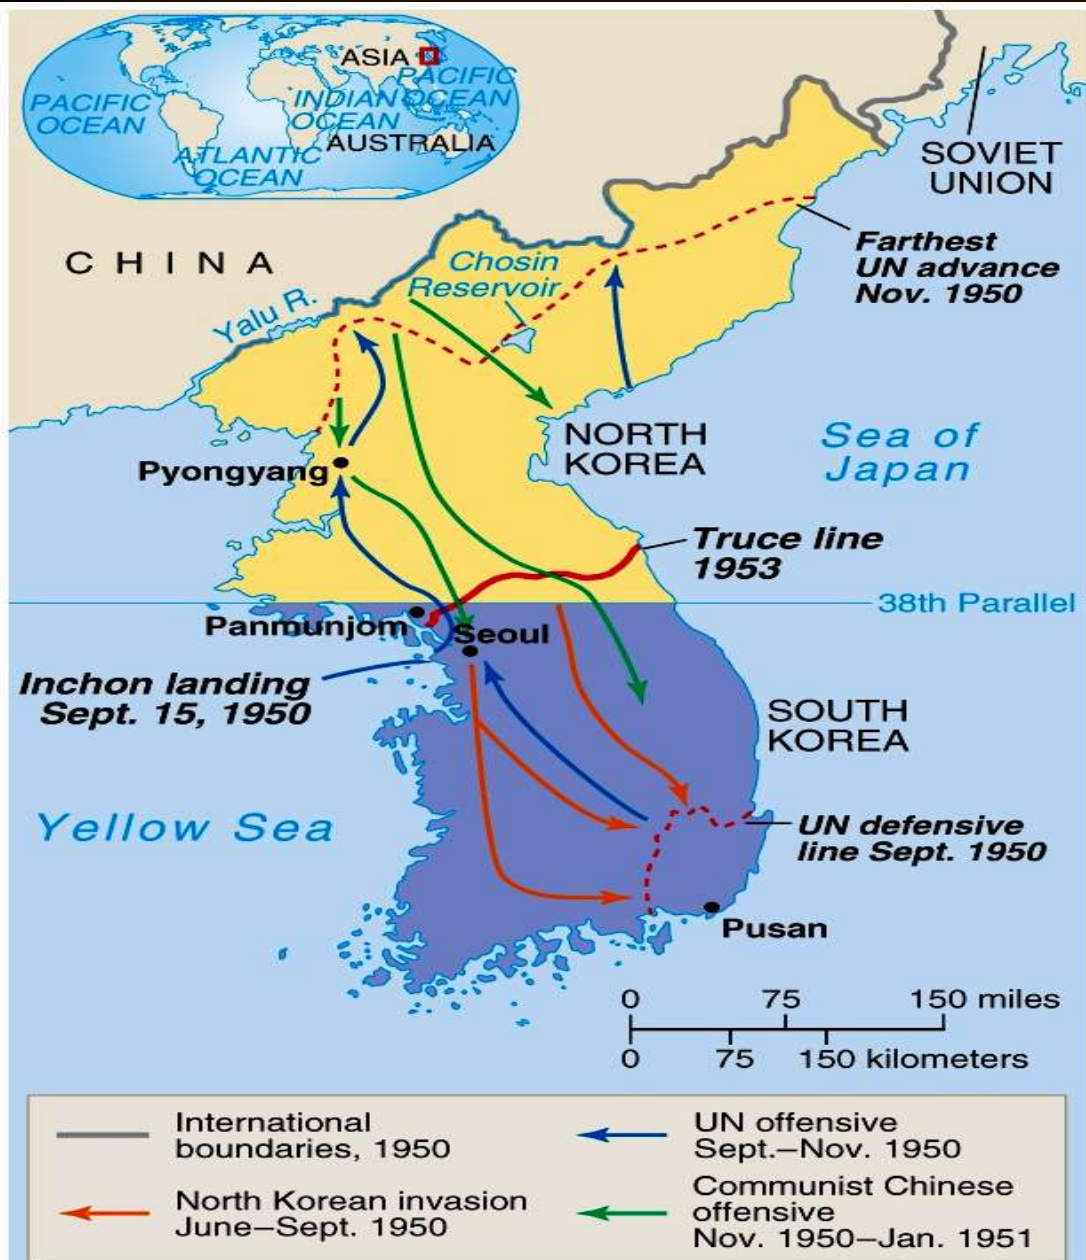 ASIA
PACIFIC
OCEAN
PACIFIC
OCEAN
INDIAN
OCEAN
AUSTRALIA
ATLANTIC
OCEAN
SOVIET
UNION
CHINA
Chosin
Reservoir
Yalu R.
Farthest
UN advance
Nov. 1950
NORTH
KOREA
Sea of
Japan
Pyongyang
Truce line
1953
38th Parallel
Panmunjom
Seoul
Inchon landing
Sept. 15, 1950
SOUTH
KOREA
Yellow Sea
UN defensive
line Sept. 1950
Pusan
0 75 150 miles
0 75 150 kilometers
International
boundaries, 1950
North Korean invasion
June–Sept. 1950
UN offensive
Sept.–Nov. 1950
Communist Chinese
offensive
Nov. 1950–Jan. 1951